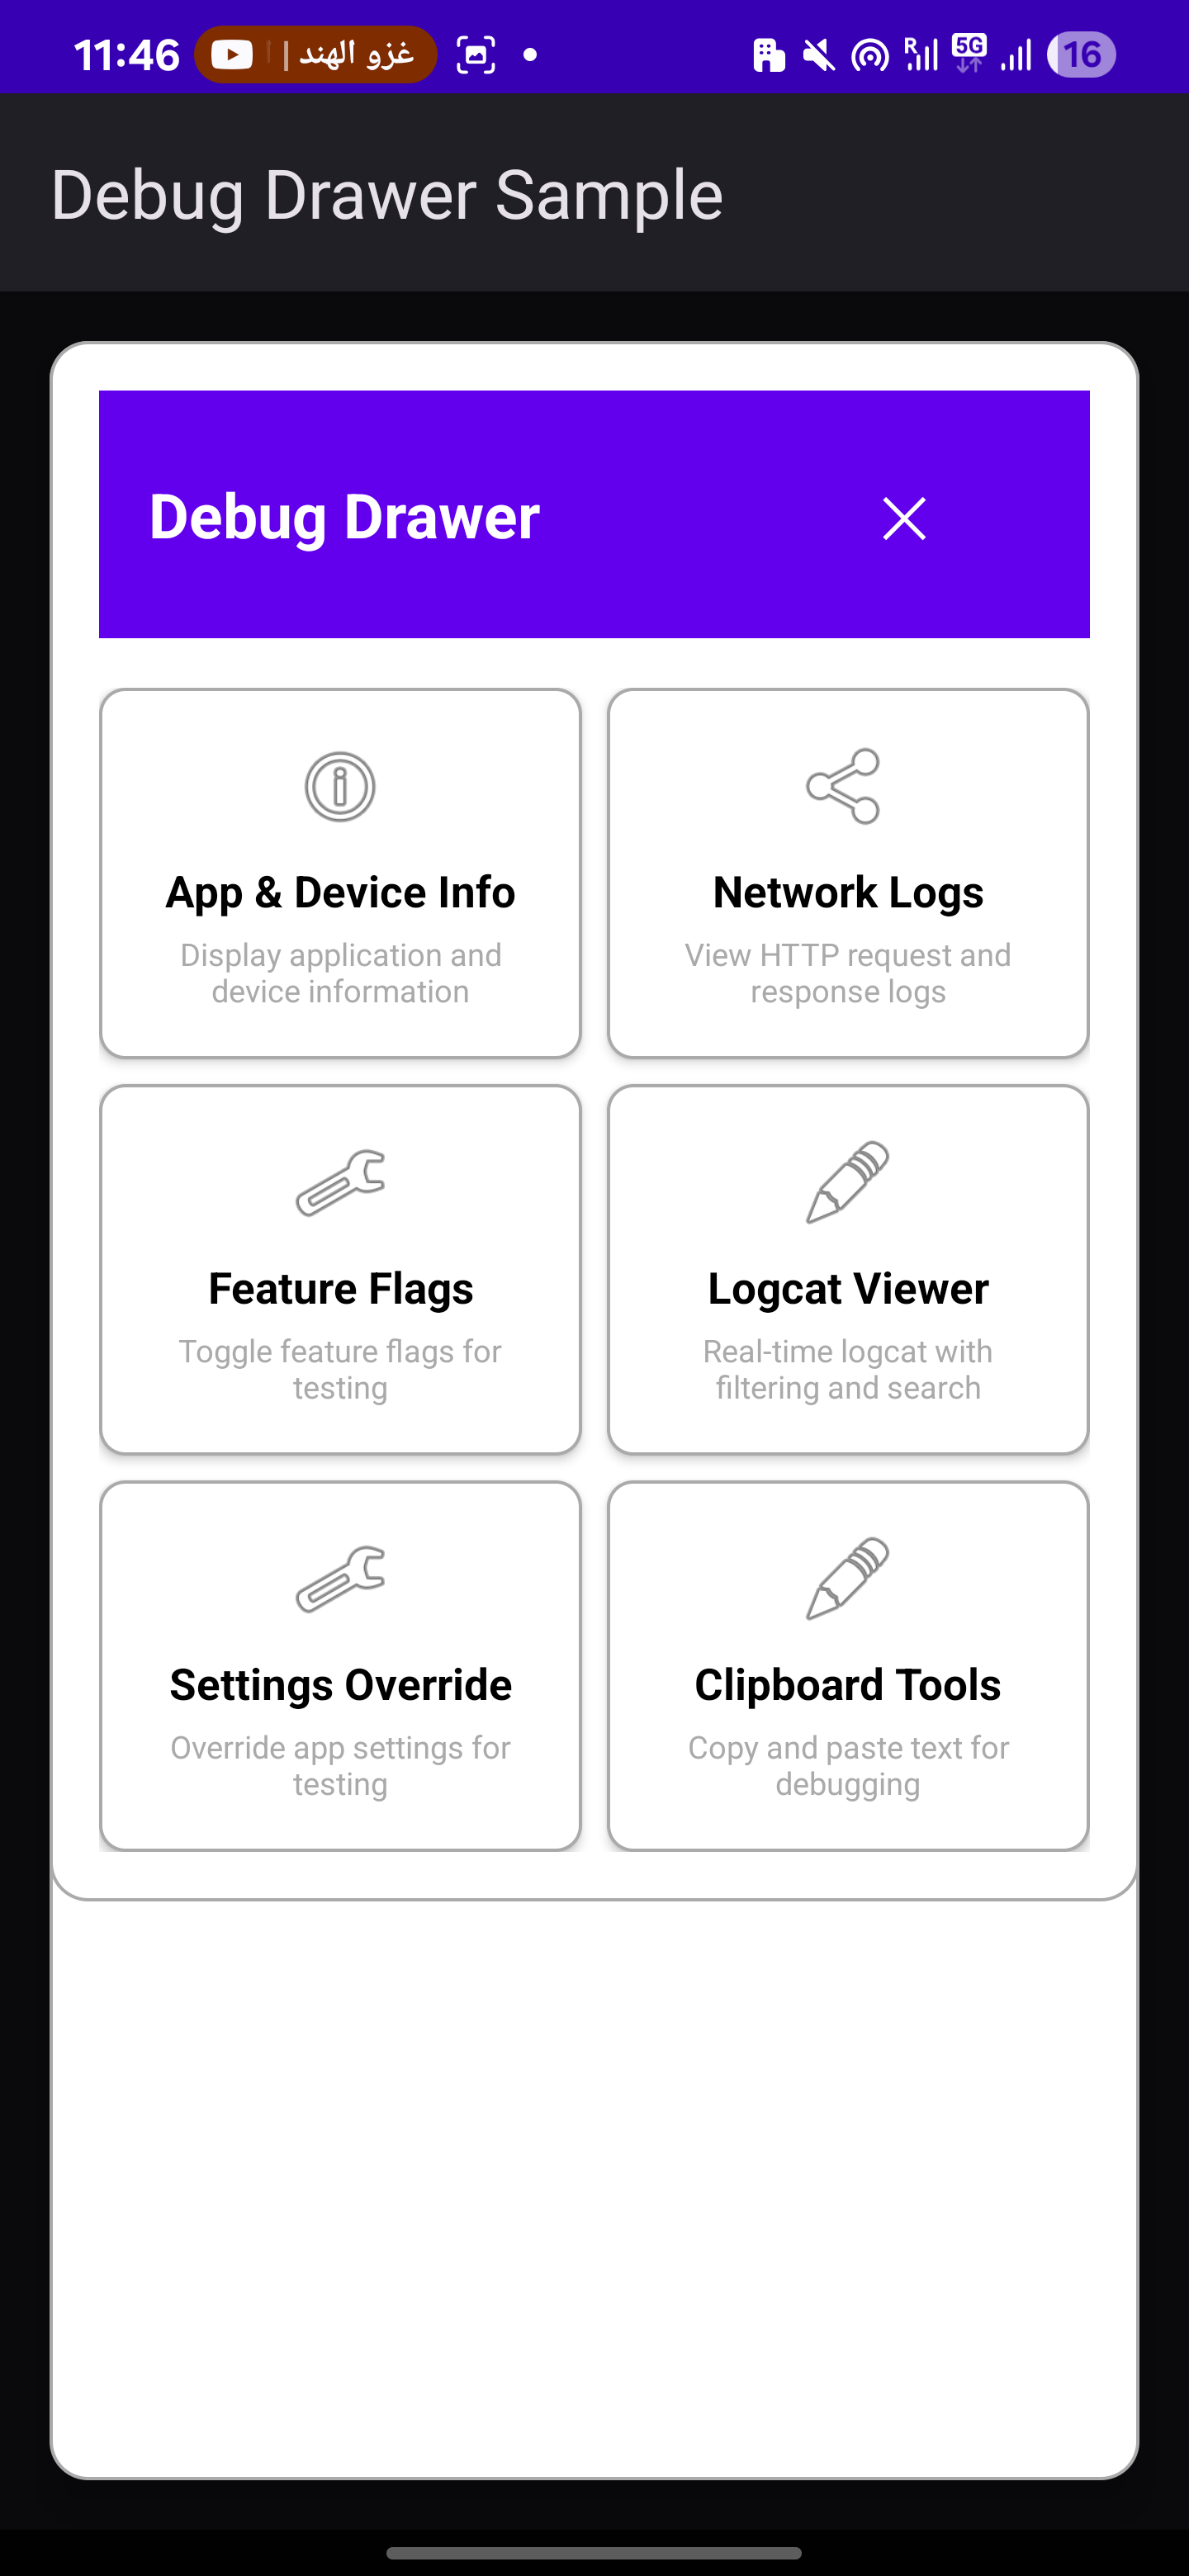 11:46
غزو الهند |
R 5G 16
Debug Drawer Sample
Debug Drawer
App & Device Info
Display application and
device information
Network Logs
View HTTP request and
response logs
Feature Flags
Toggle feature flags for
testing
Logcat Viewer
Real-time logcat with
filtering and search
Settings Override
Override app settings for
testing
Clipboard Tools
Copy and paste text for
debugging